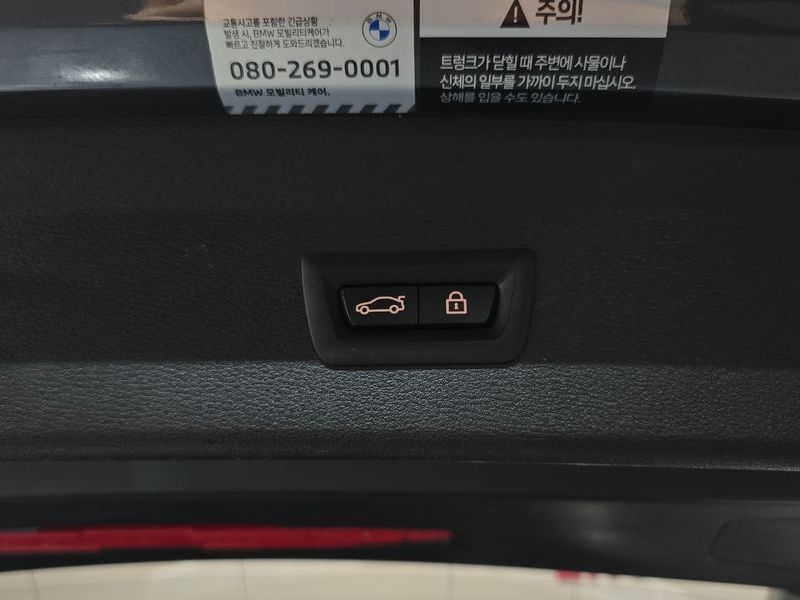 교통사고를 포함한 긴급상황
발생 시, BMW 모빌리티케어가
빠르고 친절하게 도와드리겠습니다.
080-269-0001
BMW 모빌리티 케어.
BMW
주의!
트렁크가 닫힐 때 주변에 사물이나
신체의 일부를 가까이 두지 마십시오.
상해를 입을 수도 있습니다.